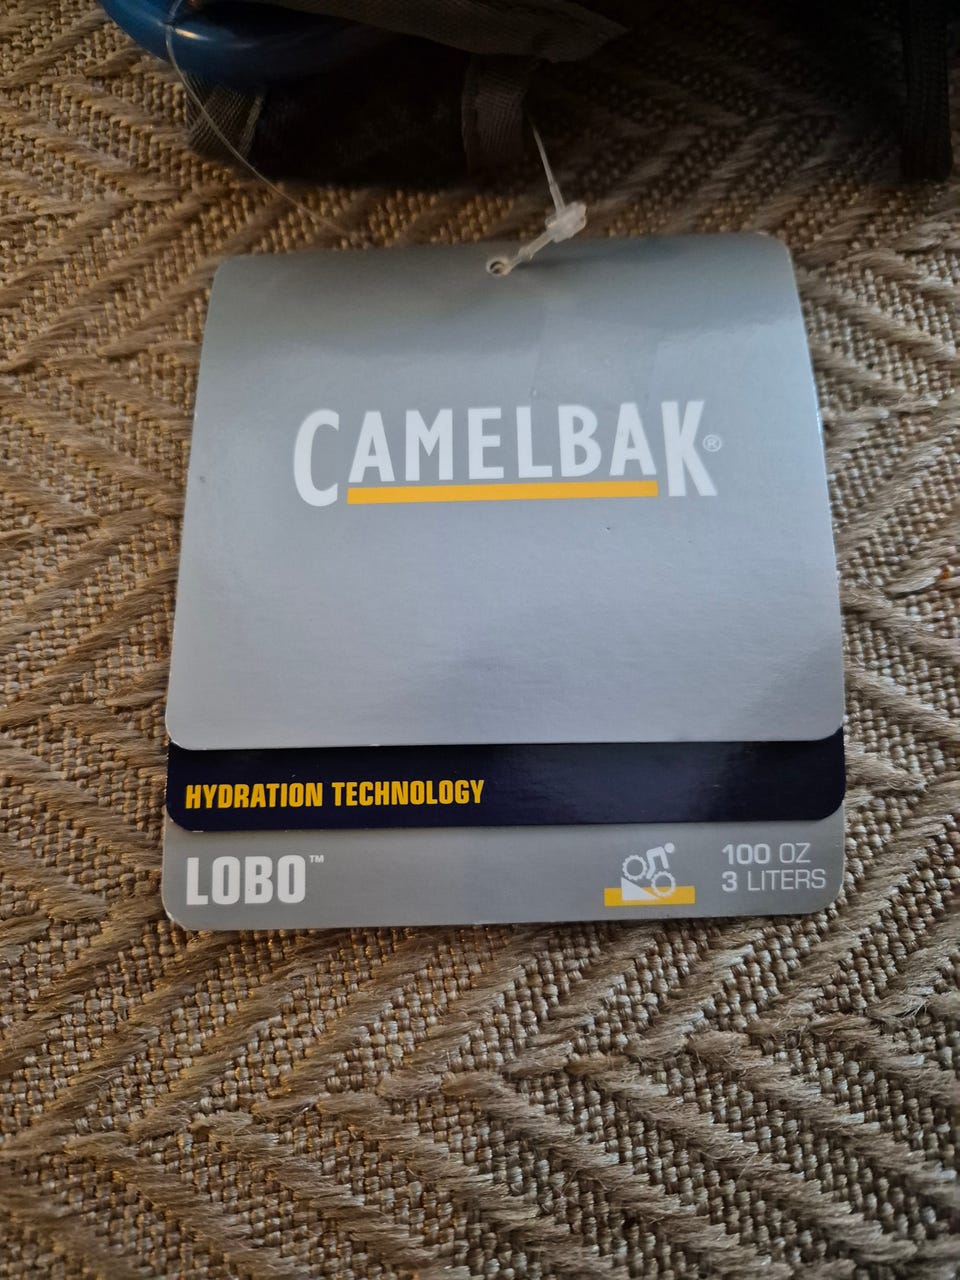 CAMELBAK®
HYDRATION TECHNOLOGY
LOBO™
100 OZ
3 LITERS